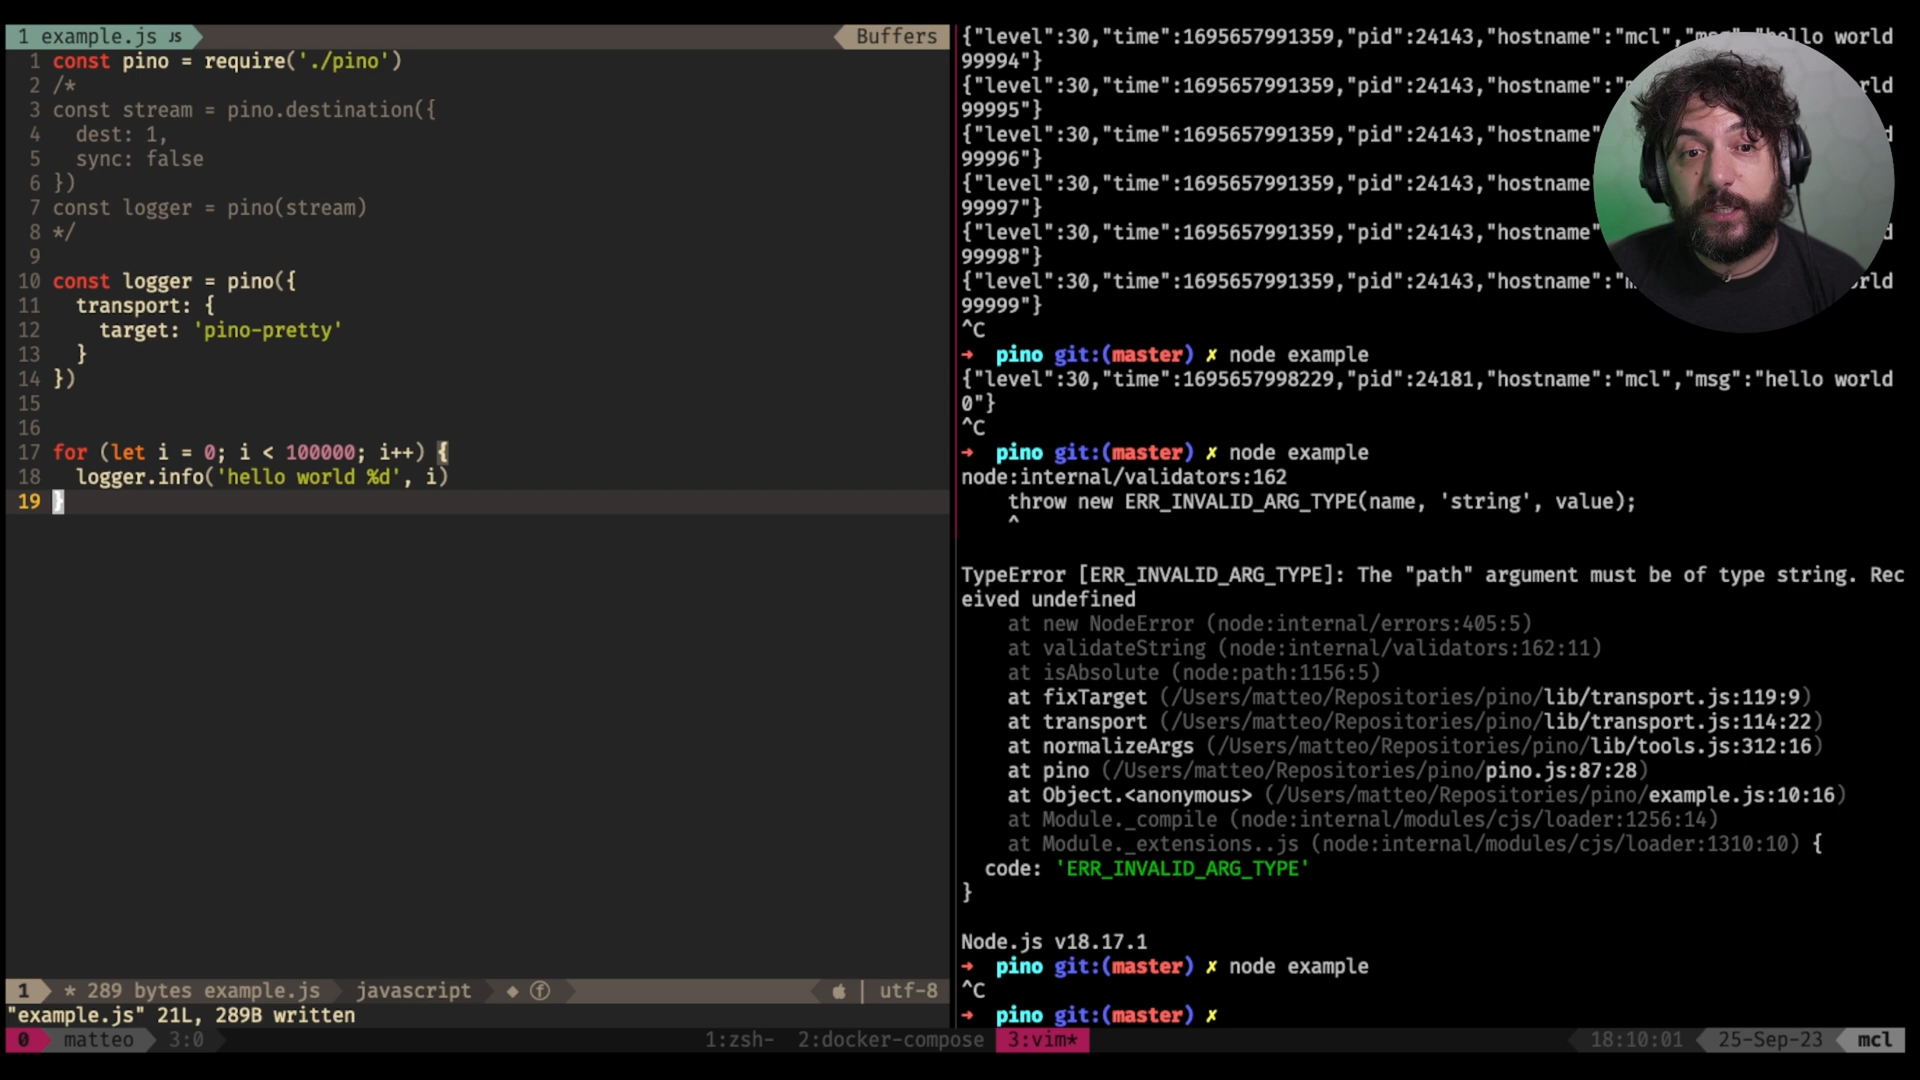 1 example.js JS
Buffers
1 const pino = require('./pino')
2 /*
3 const stream = pino.destination({
4   dest: 1,
5   sync: false
6 })
7 const logger = pino(stream)
8 */
9
10 const logger = pino({
11   transport: {
12     target: 'pino-pretty'
13   }
14 })
15
16
17 for (let i = 0; i < 100000; i++) {
18   logger.info('hello world %d', i)
19 }
1 * 289 bytes example.js javascript ◆ ⓕ | utf-8
"example.js" 21L, 289B written
{"level":30,"time":1695657991359,"pid":24143,"hostname":"mcl","msg":"hello world
99994"}
{"level":30,"time":1695657991359,"pid":24143,"hostname":"
99995"}
{"level":30,"time":1695657991359,"pid":24143,"hostname"
99996"}
{"level":30,"time":1695657991359,"pid":24143,"hostname
99997"}
{"level":30,"time":1695657991359,"pid":24143,"hostname"
99998"}
{"level":30,"time":1695657991359,"pid":24143,"hostname":"
99999"}
^C
→ pino git:(master) ✗ node example
{"level":30,"time":1695657998229,"pid":24181,"hostname":"mcl","msg":"hello world
0"}
^C
→ pino git:(master) ✗ node example
node:internal/validators:162
    throw new ERR_INVALID_ARG_TYPE(name, 'string', value);
    ^
TypeError [ERR_INVALID_ARG_TYPE]: The "path" argument must be of type string. Rec
eived undefined
    at new NodeError (node:internal/errors:405:5)
    at validateString (node:internal/validators:162:11)
    at isAbsolute (node:path:1156:5)
    at fixTarget (/Users/matteo/Repositories/pino/lib/transport.js:119:9)
    at transport (/Users/matteo/Repositories/pino/lib/transport.js:114:22)
    at normalizeArgs (/Users/matteo/Repositories/pino/lib/tools.js:312:16)
    at pino (/Users/matteo/Repositories/pino/pino.js:87:28)
    at Object.<anonymous> (/Users/matteo/Repositories/pino/example.js:10:16)
    at Module._compile (node:internal/modules/cjs/loader:1256:14)
    at Module._extensions..js (node:internal/modules/cjs/loader:1310:10) {
  code: 'ERR_INVALID_ARG_TYPE'
}
Node.js v18.17.1
→ pino git:(master) ✗ node example
^C
→ pino git:(master) ✗
0 matteo 3:0 1:zsh- 2:docker-compose 3:vim* 18:10:01 25-Sep-23 mcl